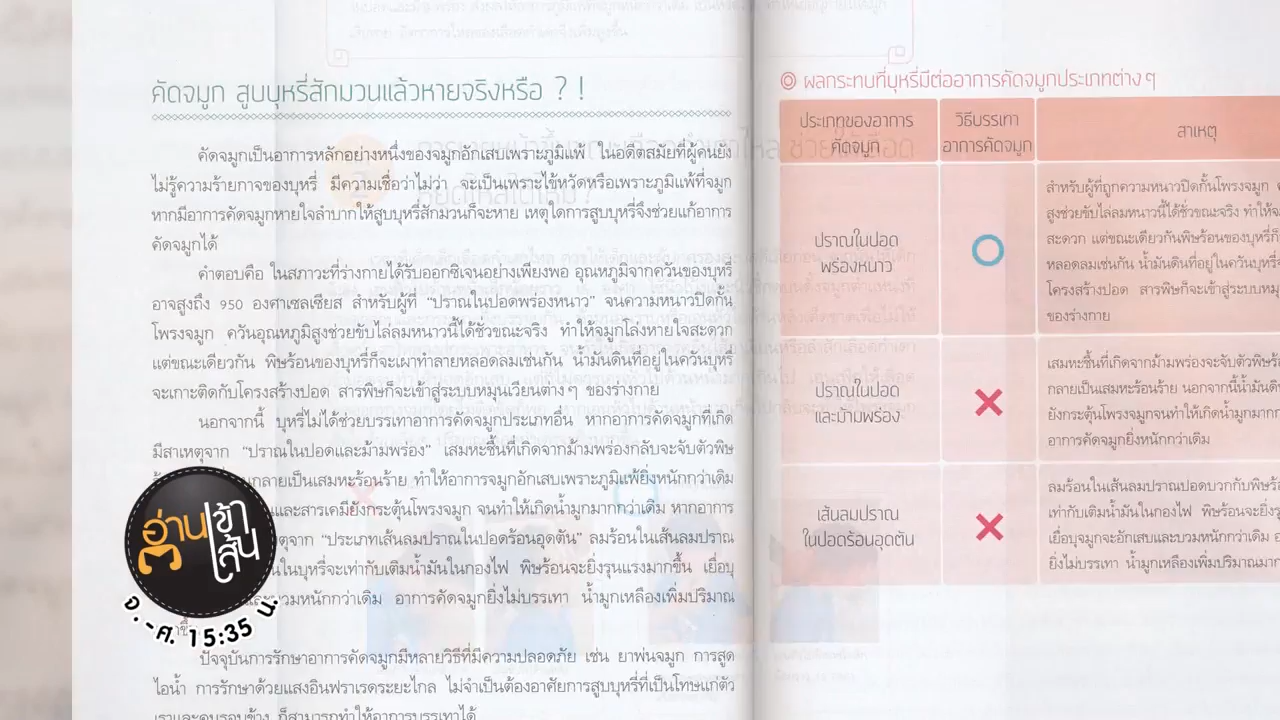 คัดจมูก สูบบุหรี่สักมวนแล้วหายจริงหรือ ? !
คัดจมูกเป็นอาการหลักอย่างหนึ่งของจมูกอักเสบเพราะภูมิแพ้ ในอดีตสมัยที่ผู้คนยัง
ไม่รู้ความร้ายกาจของบุหรี่ มีความเชื่อว่าไม่ว่า จะเป็นเพราะไข้หวัดหรือเพราะภูมิแพ้ที่จมูก
หากมีอาการคัดจมูกหายใจลำบากให้สูบบุหรี่สักมวนก็จะหาย เหตุใดการสูบบุหรี่จึงช่วยแก้อาการ
คัดจมูกได้
คำตอบคือ ในสภาวะที่ร่างกายได้รับออกซิเจนอย่างเพียงพอ อุณหภูมิจากควันของบุหรี่
อาจสูงถึง 950 องศาเซลเซียส สำหรับผู้ที่ “ปราณในปอดพร่องหนาว” จนความหนาวปิดกั้น
โพรงจมูก ควันอุณหภูมิสูงช่วยขับไล่ลมหนาวนี้ได้ชั่วขณะจริง ทำให้จมูกโล่งหายใจสะดวก
แต่ขณะเดียวกัน พิษร้อนของบุหรี่ก็จะเผาทำลายหลอดลมเช่นกัน น้ำมันดินที่อยู่ในควันบุหรี่
จะเกาะติดกับโครงสร้างปอด สารพิษก็จะเข้าสู่ระบบหมุนเวียนต่างๆ ของร่างกาย
นอกจากนี้ บุหรี่ไม่ได้ช่วยบรรเทาอาการคัดจมูกประเภทอื่น หากอาการคัดจมูกที่เกิด
มีสาเหตุจาก “ปราณในปอดและม้ามพร่อง” เสมหะชื้นที่เกิดจากม้ามพร่องกลับจะจับตัวพิษ
กลายเป็นเสมหะร้อนร้าย ทำให้อาการจมูกอักเสบเพราะภูมิแพ้ยิ่งหนักกว่าเดิม
และสารเคมียังกระตุ้นโพรงจมูก จนทำให้เกิดน้ำมูกมากกว่าเดิม หากอาการ
จาก “ประเภทเส้นลมปราณในปอดร้อนอุดตัน” ลมร้อนในเส้นลมปราณ
ในบุหรี่จะเท่ากับเติมน้ำมันในกองไฟ พิษร้อนจะยิ่งรุนแรงมากขึ้น เยื่อบุ
หนักกว่าเดิม อาการคัดจมูกยิ่งไม่บรรเทา น้ำมูกเหลืองเพิ่มปริมาณ
ปัจจุบันการรักษาอาการคัดจมูกมีหลายวิธีที่มีความปลอดภัย เช่น ยาพ่นจมูก การสูด
ไอน้ำ การรักษาด้วยแสงอินฟราเรดระยะไกล ไม่จำเป็นต้องอาศัยการสูบบุหรี่ที่เป็นโทษแก่ตัว
เราและคนรอบข้าง ก็สามารถทำให้อาการบรรเทาได้
ผลกระทบที่บุหรี่มีต่ออาการคัดจมูกประเภทต่างๆ
ประเภทของอาการ
คัดจมูก
วิธีบรรเทา
อาการคัดจมูก
สาเหตุ
ปราณในปอด
พร่องหนาว
สำหรับผู้ที่ถูกความหนาวปิดกั้นโพรงจมูก
สูงช่วยขับไล่ลมหนาวนี้ได้ชั่วขณะจริง ทำให้
สะดวก แต่ขณะเดียวกันพิษร้อนของบุหรี่ก็
หลอดลมเช่นกัน น้ำมันดินที่อยู่ในควันบุหรี่
โครงสร้างปอด สารพิษก็จะเข้าสู่ระบบหมุ
ของร่างกาย
ปราณในปอด
และม้ามพร่อง
เสมหะชื้นที่เกิดจากม้ามพร่องจะจับตัวพิษร้
กลายเป็นเสมหะร้อนร้าย นอกจากนี้น้ำมันดิ
ยังกระตุ้นโพรงจมูกจนทำให้เกิดน้ำมูกมาก
อาการคัดจมูกยิ่งหนักกว่าเดิม
เส้นลมปราณ
ในปอดร้อนอุดตัน
ลมร้อนในเส้นลมปราณปอดบวกกับพิษร้อ
เท่ากับเติมน้ำมันในกองไฟ พิษร้อนจะยิ่งรุ
เยื่อบุจมูกจะอักเสบและบวมหนักกว่าเดิม
ยิ่งไม่บรรเทา น้ำมูกเหลืองเพิ่มปริมาณมา
อ่านเข้าเส้น
จ.-ศ. 15:35 น.